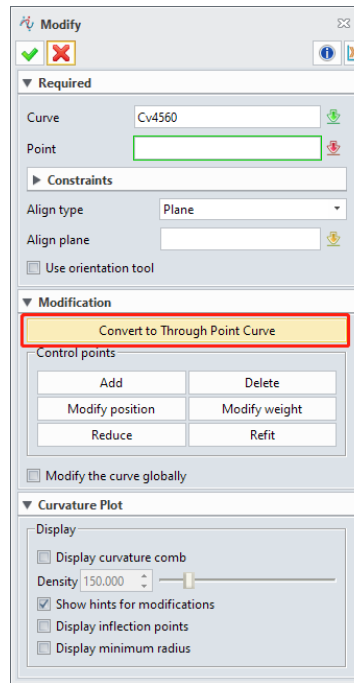 Modify
Required
Curve Cv4560
Point
Constraints
Align type Plane
Align plane
Use orientation tool
Modification
Convert to Through Point Curve
Control points
Add Delete
Modify position Modify weight
Reduce Refit
Modify the curve globally
Curvature Plot
Display
Display curvature comb
Density 150.000
Show hints for modifications
Display inflection points
Display minimum radius